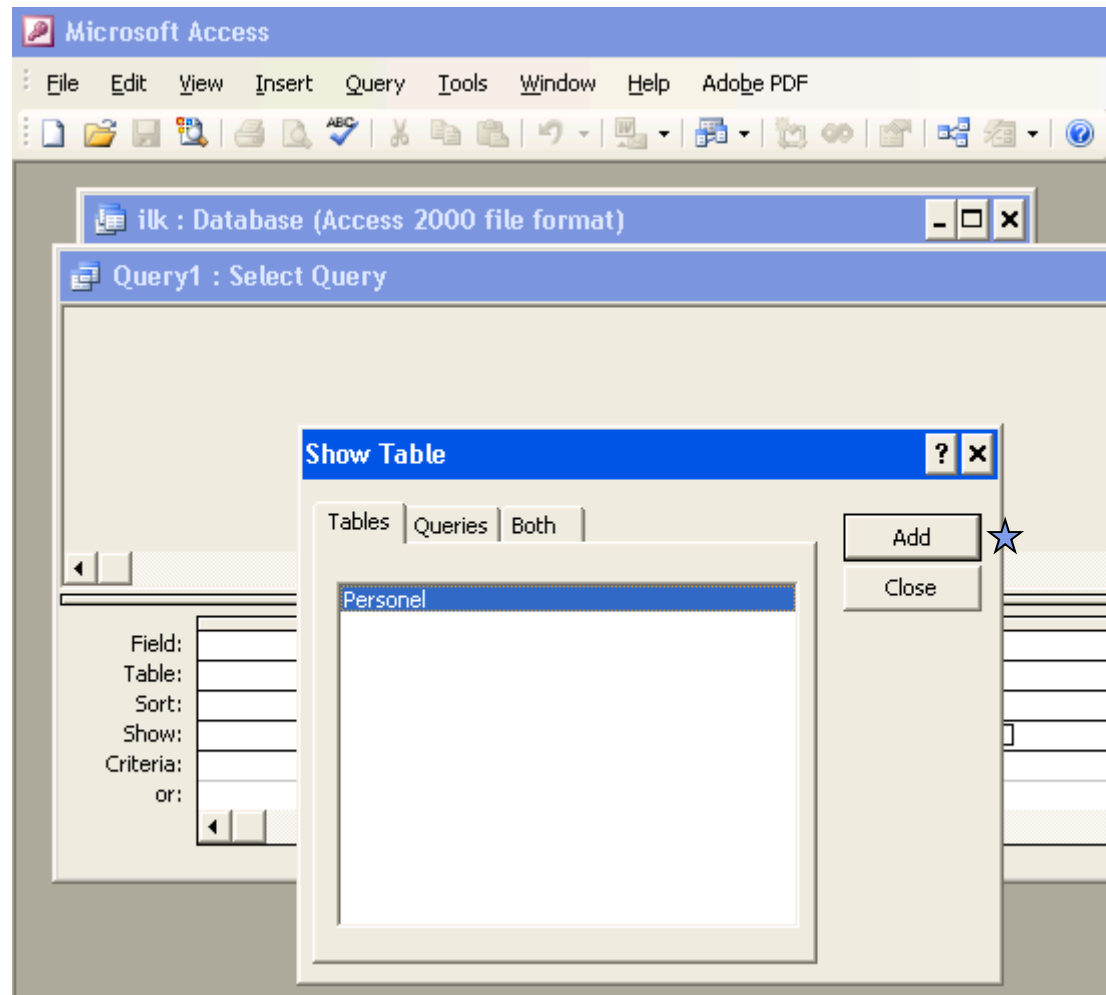 Microsoft Access
File Edit View Insert Query Tools Window Help Adobe PDF
ABC
ilk : Database (Access 2000 file format)
Query1 : Select Query
Show Table
Tables Queries Both
Add
Close
Personel
Field:
Table:
Sort:
Show:
Criteria:
or: